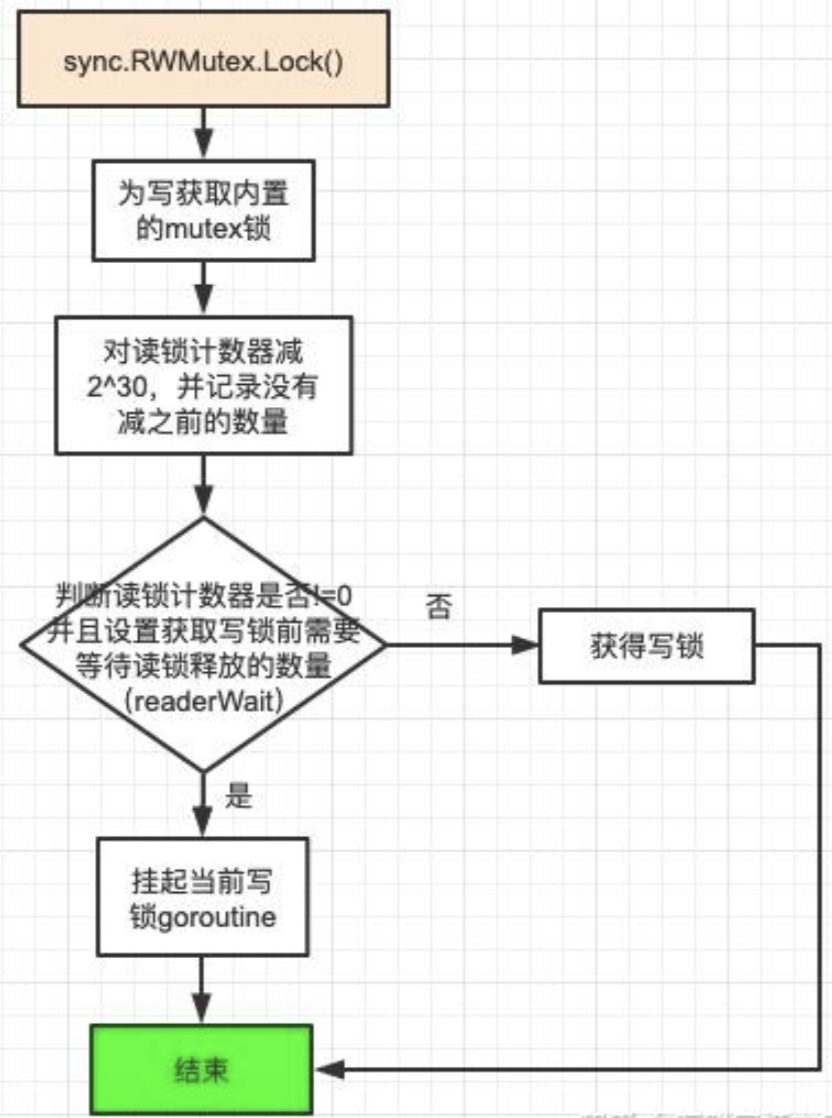 sync.RWMutex.Lock()
为写获取内置
的mutex锁
对读锁计数器减
2^30，并记录没有
减之前的数量
判断读锁计数器是否!=0
并且设置获取写锁前需要
等待读锁释放的数量
（readerWait）
否
获得写锁
是
挂起当前写
锁goroutine
结束